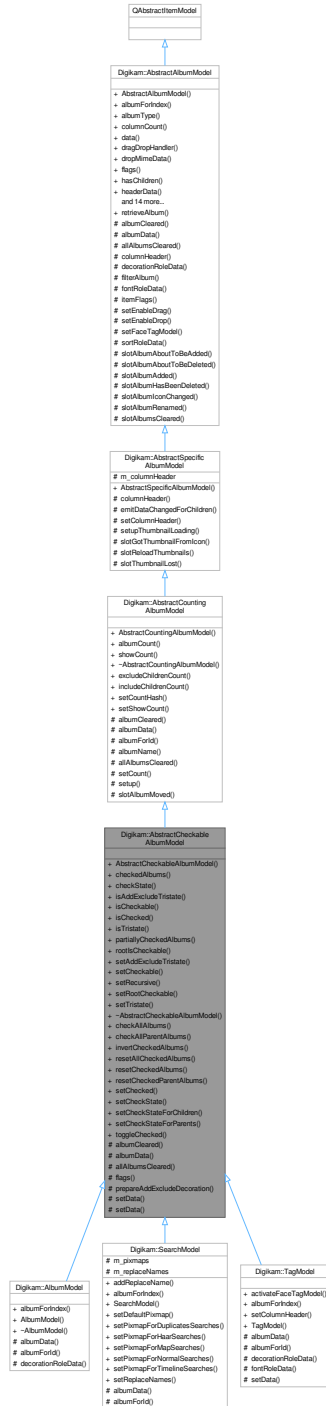 QAbstractItemModel
Digikam::AbstractAlbumModel
+ AbstractAlbumModel()
+ albumForIndex()
+ albumType()
+ columnCount()
+ data()
+ dragDropHandler()
+ dropMimeData()
+ flags()
+ hasChildren()
+ headerData()
and 14 more...
+ retrieveAlbum()
# albumCleared()
# albumData()
# allAlbumsCleared()
# columnHeader()
# decorationRoleData()
# filterAlbum()
# fontRoleData()
# itemFlags()
# setEnableDrag()
# setEnableDrop()
# setFaceTagModel()
# sortRoleData()
# slotAlbumAboutToBeAdded()
# slotAlbumAboutToBeDeleted()
# slotAlbumAdded()
# slotAlbumHasBeenDeleted()
# slotAlbumIconChanged()
# slotAlbumRenamed()
# slotAlbumsCleared()
Digikam::AbstractSpecific
AlbumModel
# m_columnHeader
+ AbstractSpecificAlbumModel()
# columnHeader()
# emitDataChangedForChildren()
# setColumnHeader()
# setupThumbnailLoading()
# slotGotThumbnailFromIcon()
# slotReloadThumbnails()
# slotThumbnailLost()
Digikam::AbstractCounting
AlbumModel
+ AbstractCountingAlbumModel()
+ albumCount()
+ showCount()
+ ~AbstractCountingAlbumModel()
+ excludeChildrenCount()
+ includeChildrenCount()
+ setCountHash()
+ setShowCount()
# albumCleared()
# albumData()
# albumForId()
# albumName()
# allAlbumsCleared()
# setCount()
# setup()
# slotAlbumMoved()
Digikam::AbstractCheckable
AlbumModel
+ AbstractCheckableAlbumModel()
+ checkedAlbums()
+ checkState()
+ isAddExcludeTristate()
+ isCheckable()
+ isChecked()
+ isTristate()
+ partiallyCheckedAlbums()
+ rootIsCheckable()
+ setAddExcludeTristate()
+ setCheckable()
+ setRecursive()
+ setRootCheckable()
+ setTristate()
+ ~AbstractCheckableAlbumModel()
+ checkAllAlbums()
+ checkAllParentAlbums()
+ invertCheckedAlbums()
+ resetAllCheckedAlbums()
+ resetCheckedAlbums()
+ resetCheckedParentAlbums()
+ setChecked()
+ setCheckState()
+ setCheckStateForChildren()
+ setCheckStateForParents()
+ toggleChecked()
# albumCleared()
# albumData()
# allAlbumsCleared()
# flags()
# prepareAddExcludeDecoration()
# setData()
# setData()
Digikam::AlbumModel
+ albumForIndex()
+ AlbumModel()
+ ~AlbumModel()
# albumData()
# albumForId()
# decorationRoleData()
Digikam::SearchModel
# m_pixmaps
# m_replaceNames
+ addReplaceName()
+ albumForIndex()
+ SearchModel()
+ setDefaultPixmap()
+ setPixmapForDuplicatesSearches()
+ setPixmapForHaarSearches()
+ setPixmapForMapSearches()
+ setPixmapForNormalSearches()
+ setPixmapForTimelineSearches()
+ setReplaceNames()
# albumData()
# albumForId()
Digikam::TagModel
+ activateFaceTagModel()
+ albumForIndex()
+ setColumnHeader()
+ TagModel()
# albumData()
# albumForId()
# decorationRoleData()
# fontRoleData()
# setData()